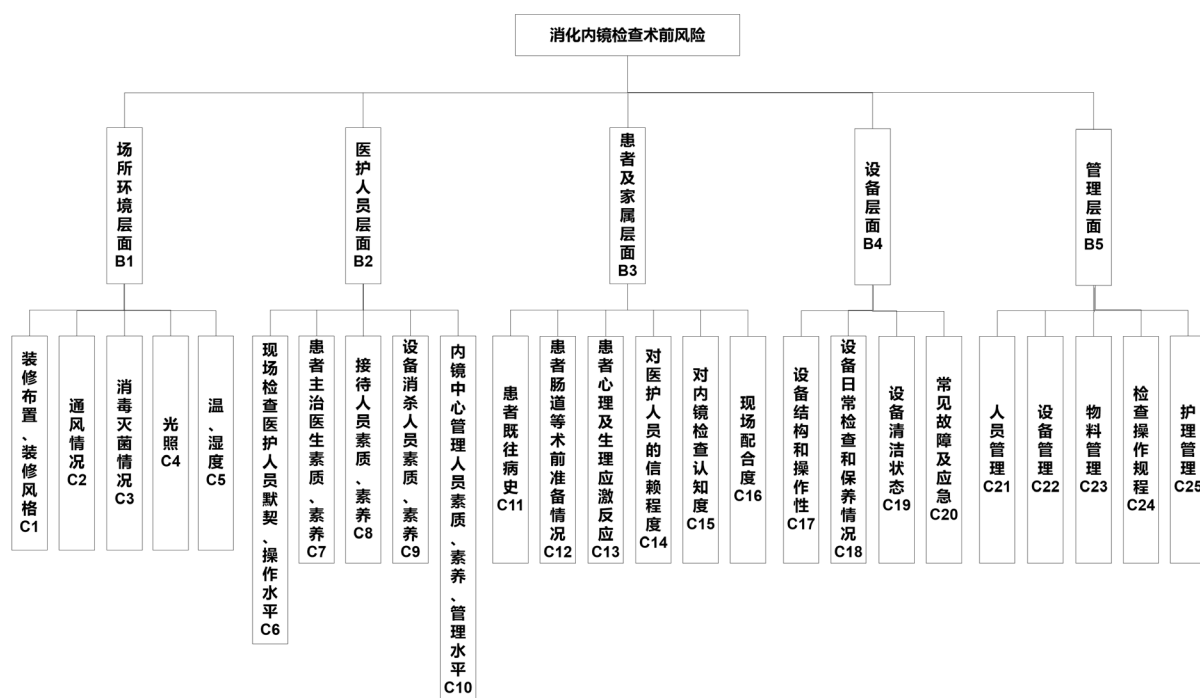 消化内镜检查术前风险
场所环境层面B1
医护人员层面B2
患者及家属层面B3
设备层面B4
管理层面B5
装修布置、装修风格C1
通风情况C2
消毒灭菌情况C3
光照C4
温、湿度C5
现场检查医护人员默契、操作水平C6
患者主治医生素质、素养C7
接待人员素质、素养C8
设备消杀人员素质、素养C9
内镜中心管理人员素质、素养、管理水平C10
患者既往病史C11
患者肠道等术前准备情况C12
患者心理及生理应激反应C13
对医护人员的信赖程度C14
对内镜检查认知度C15
现场配合度C16
设备结构和操作性C17
设备日常检查和保养情况C18
设备清洁状态C19
常见故障及应急C20
人员管理C21
设备管理C22
物料管理C23
检查操作规程C24
护理管理C25